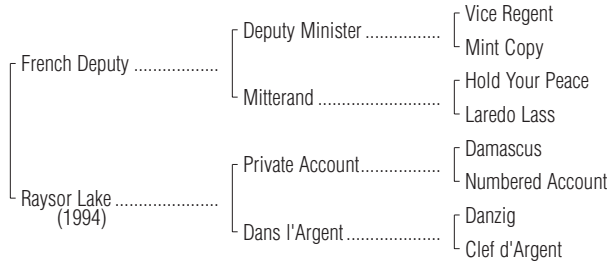 Vice Regent
Deputy Minister ..................
Mint Copy
French Deputy ..................
Hold Your Peace
Mitterand .........................
Laredo Lass
Damascus
Private Account...................
Numbered Account
Raysor Lake ......................
(1994)
Danzig
Dans l'Argent.....................
Clef d'Argent